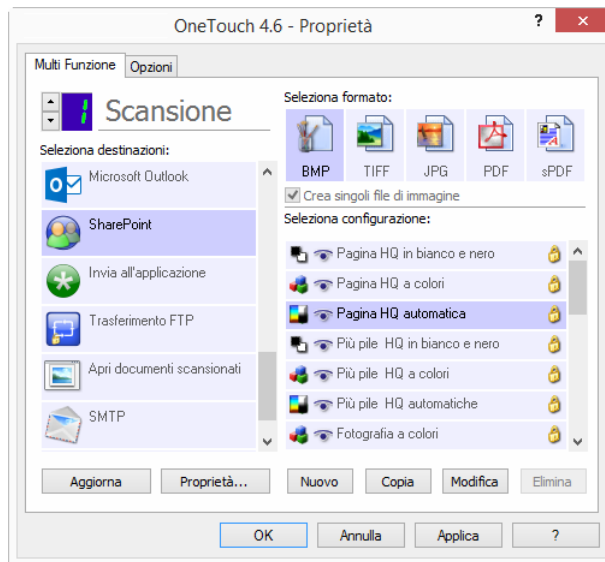 OneTouch 4.6 - Proprietà
? ×
Multi Funzione
Opzioni
1 Scansione
Seleziona destinazioni:
Microsoft Outlook
SharePoint
Invia all'applicazione
Trasferimento FTP
Apri documenti scansionati
SMTP
Seleziona formato:
BMP TIFF JPG PDF sPDF
Crea singoli file di immagine
Seleziona configurazione:
Pagina HQ in bianco e nero
Pagina HQ a colori
Pagina HQ automatica
Più pile HQ in bianco e nero
Più pile HQ a colori
Più pile HQ automatiche
Fotografia a colori
Aggiorna Proprietà... Nuovo Copia Modifica Elimina
OK Annulla Applica ?